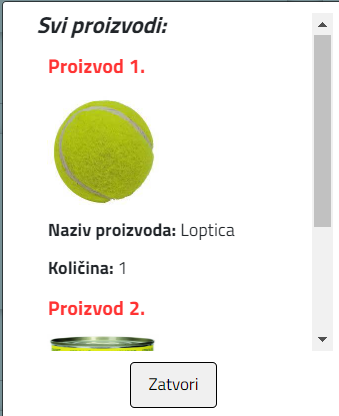 Svi proizvodi:
Proizvod 1.
Naziv proizvoda: Loptica
Količina: 1
Proizvod 2.
Zatvori